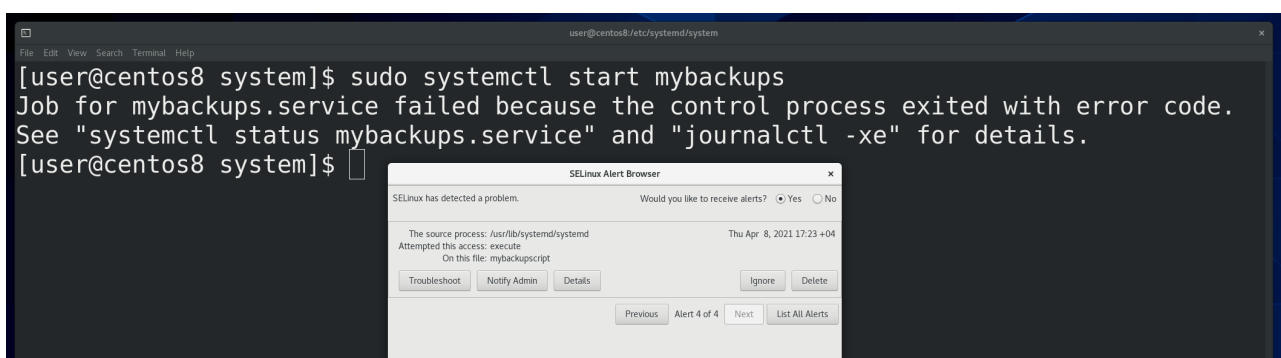 user@centos8:/etc/systemd/system
File Edit View Search Terminal Help
[user@centos8 system]$ sudo systemctl start mybackups
Job for mybackups.service failed because the control process exited with error code.
See "systemctl status mybackups.service" and "journalctl -xe" for details.
[user@centos8 system]$
SELinux Alert Browser
SELinux has detected a problem. Would you like to receive alerts? Yes No
The source process: /usr/lib/systemd/systemd Thu Apr 8, 2021 17:23 +04
Attempted this access: execute
On this file: mybackupscript
Troubleshoot Notify Admin Details Ignore Delete
Previous Alert 4 of 4 Next List All Alerts